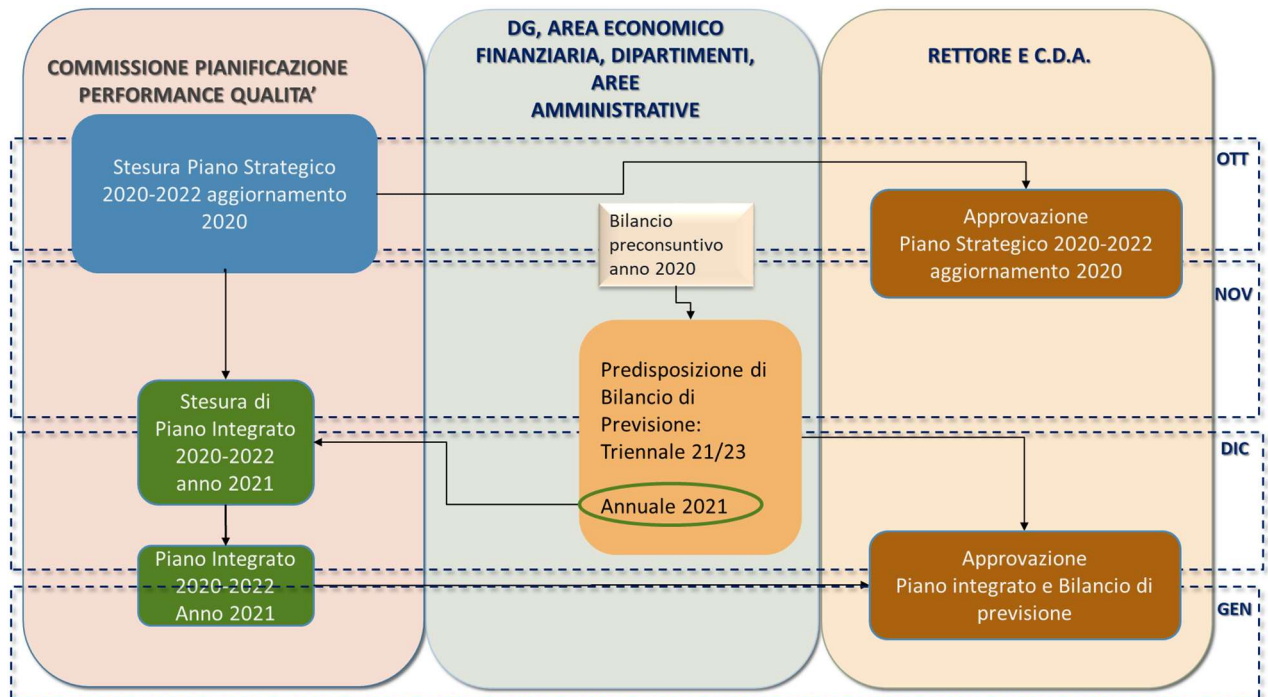 COMMISSIONE PIANIFICAZIONE
PERFORMANCE QUALITA’
DG, AREA ECONOMICO
FINANZIARIA, DIPARTIMENTI,
AREE
AMMINISTRATIVE
RETTORE E C.D.A.
OTT
Stesura Piano Strategico
2020-2022 aggiornamento
2020
Approvazione
Piano Strategico 2020-2022
aggiornamento 2020
Bilancio
preconsuntivo
anno 2020
NOV
Predisposizione di
Bilancio di
Previsione:
Triennale 21/23
Annuale 2021
Stesura di
Piano Integrato
2020-2022
anno 2021
DIC
Piano Integrato
2020-2022
Anno 2021
Approvazione
Piano integrato e Bilancio di
previsione
GEN